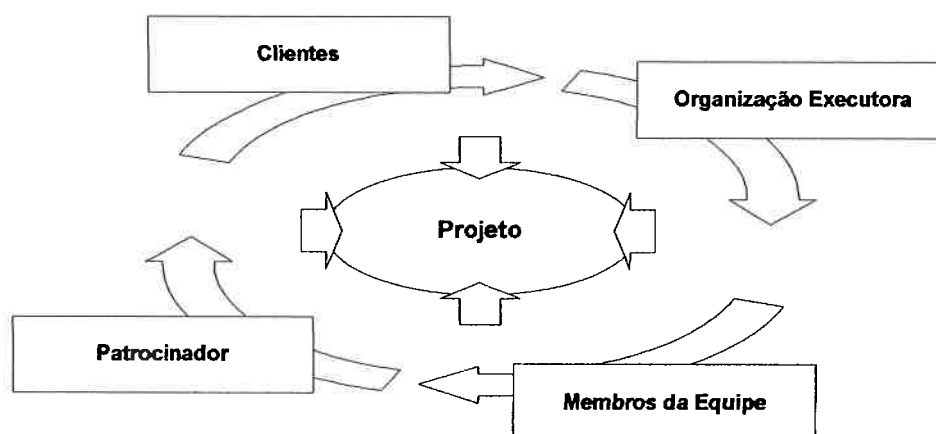 Clientes
Organização Executora
Projeto
Patrocinador
Membros da Equipe